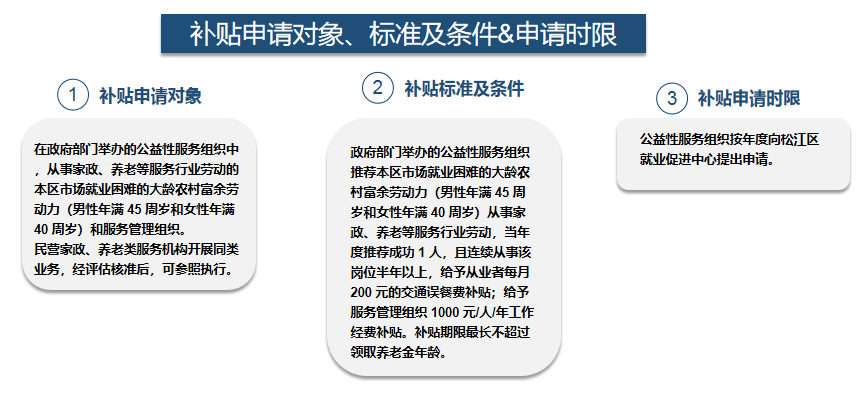 补贴申请对象、标准及条件&申请时限
1 补贴申请对象
在政府部门举办的公益性服务组织中
，从事家政、养老等服务行业劳动的
本区市场就业困难的大龄农村富余劳
动力（男性年满 45 周岁和女性年满
40 周岁）和服务管理组织。
民营家政、养老类服务机构开展同类
业务，经评估核准后，可参照执行。
2 补贴标准及条件
政府部门举办的公益性服务组织
推荐本区市场就业困难的大龄农
村富余劳动力（男性年满 45 周
岁和女性年满 40 周岁）从事家
政、养老等服务行业劳动，当年
度推荐成功 1 人，且连续从事该
岗位半年以上，给予从业者每月
200 元的交通误餐费补贴；给予
服务管理组织 1000 元/人/年工作
经费补贴。补贴期限最长不超过
领取养老金年龄。
3 补贴申请时限
公益性服务组织按年度向松江区
就业促进中心提出申请。